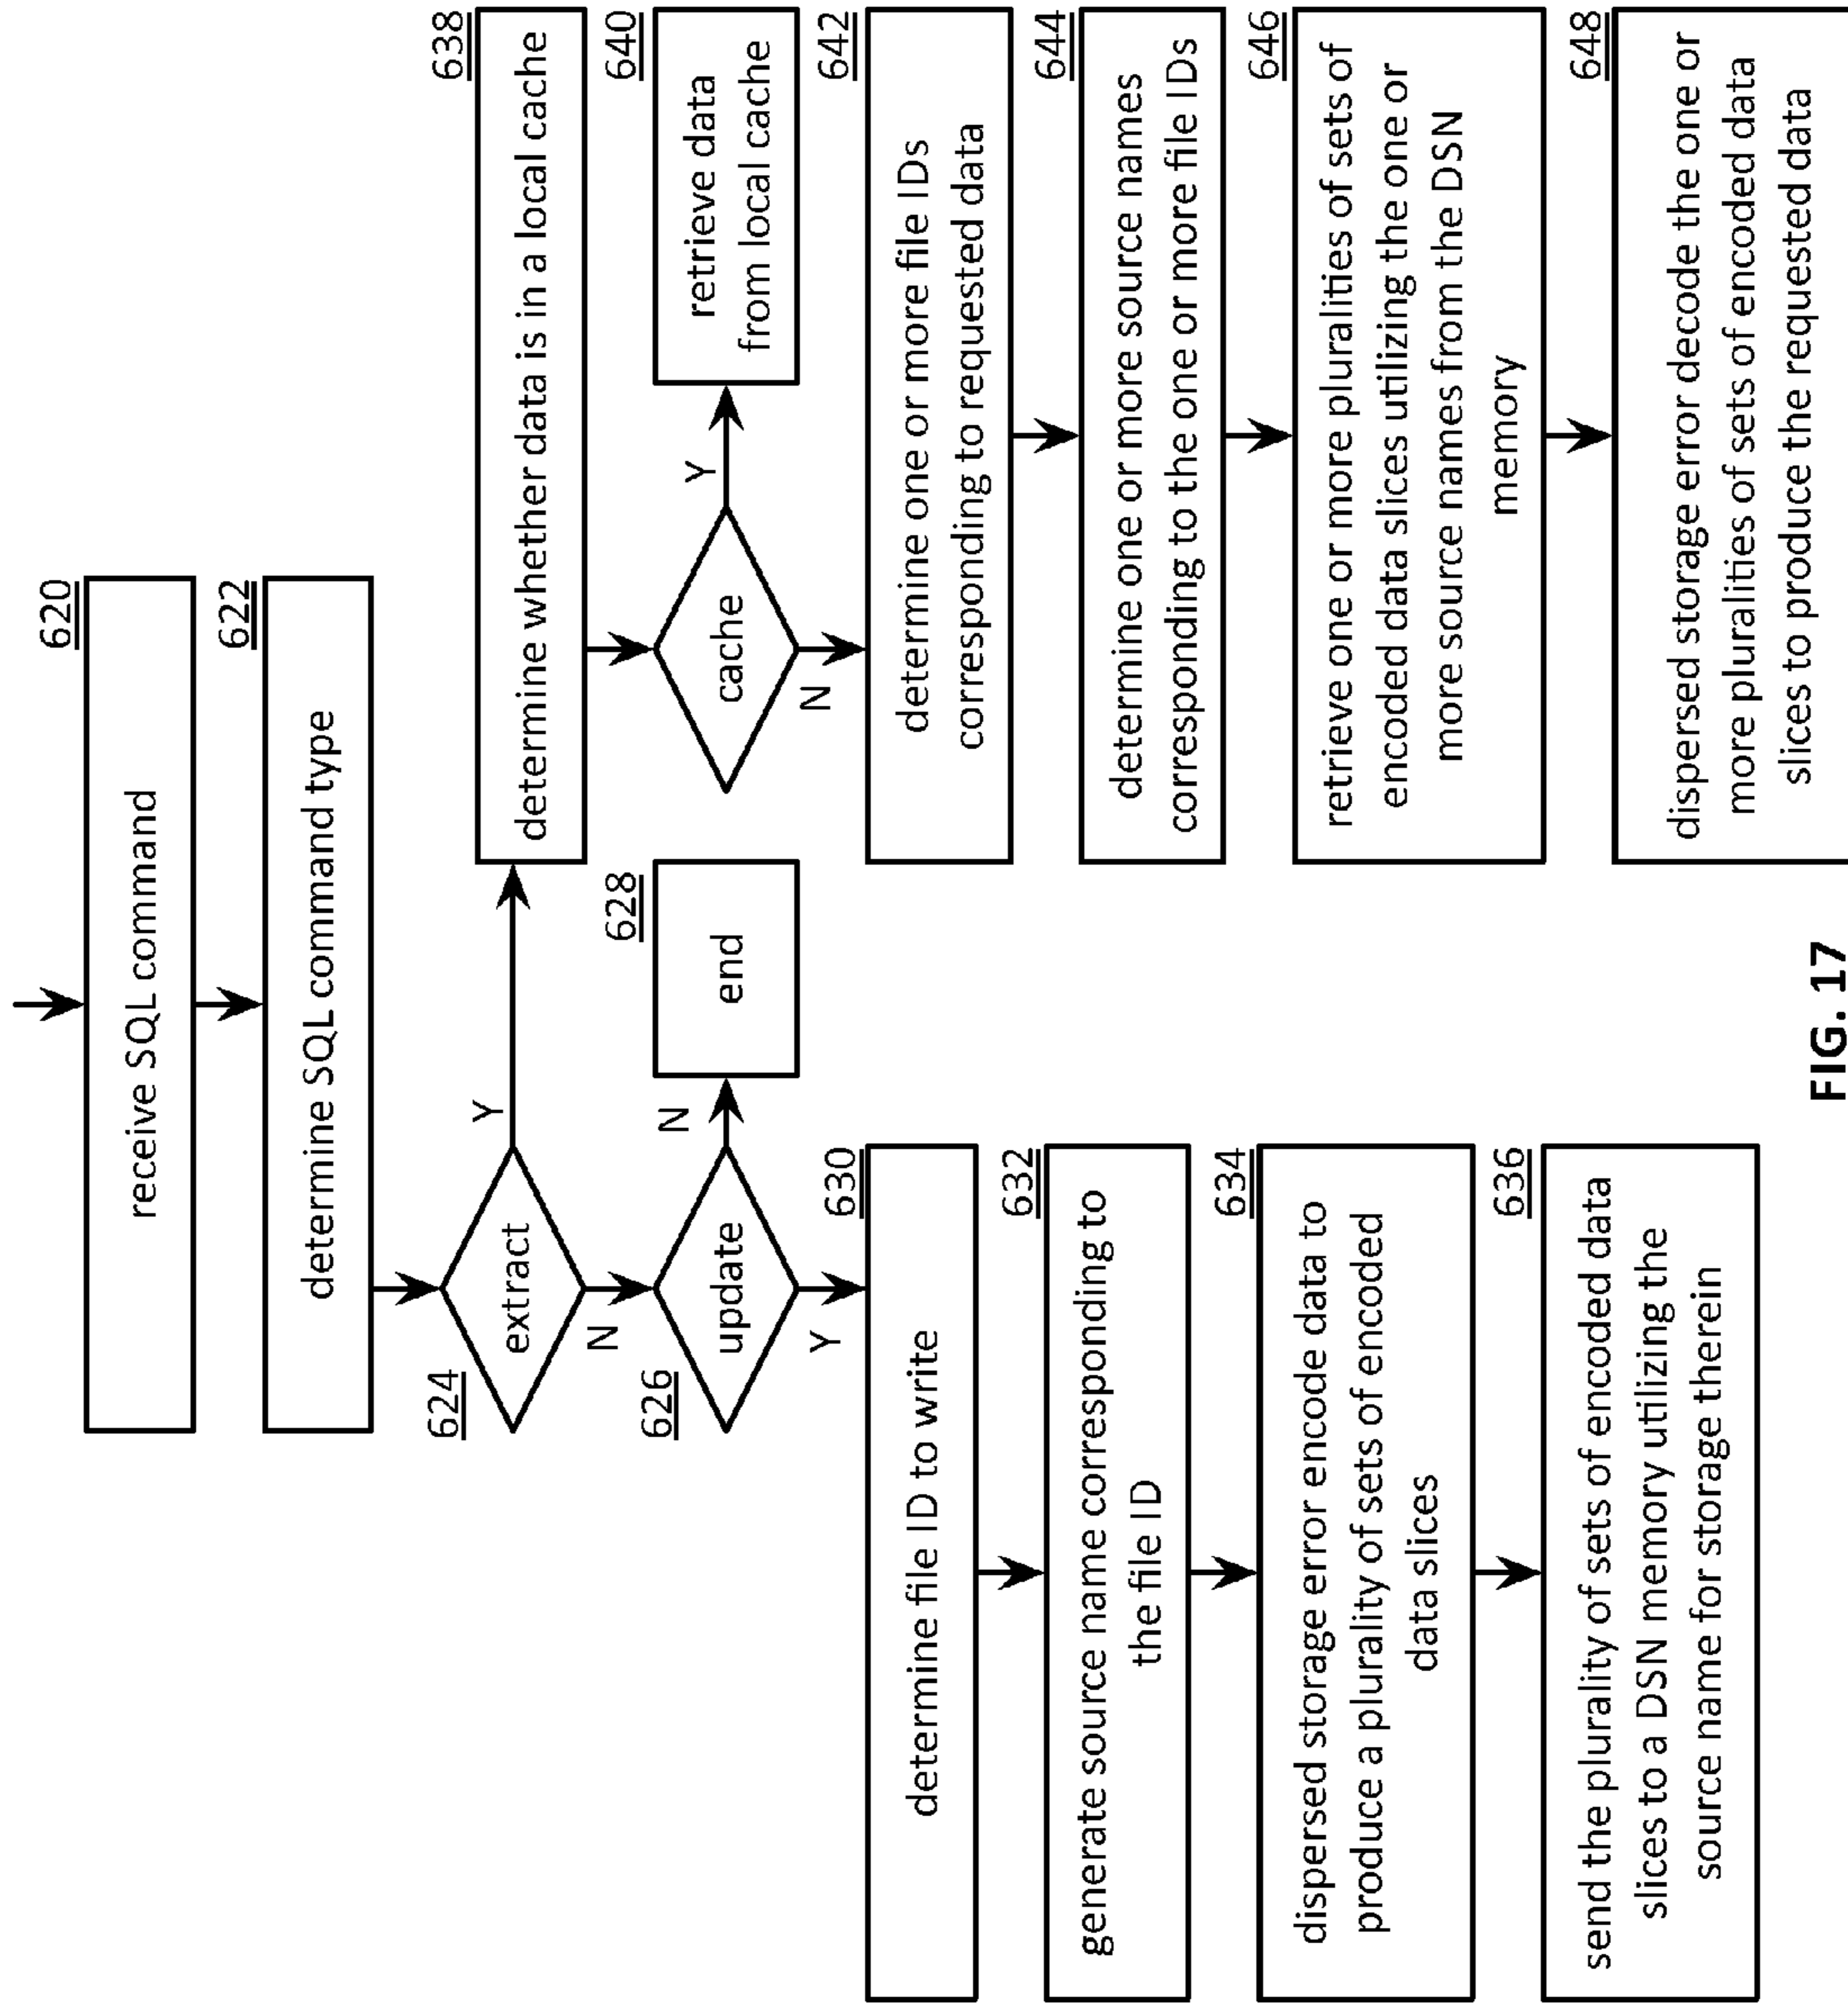 620
receive SQL command
622
determine SQL command type
624
extract
Y
N
626
update
N
Y
628
end
630
determine file ID to write
632
generate source name corresponding to
the file ID
634
dispersed storage error encode data to
produce a plurality of sets of encoded
data slices
636
send the plurality of sets of encoded data
slices to a DSN memory utilizing the
source name for storage therein
638
determine whether data is in a local cache
cache
Y
N
640
retrieve data
from local cache
642
determine one or more file IDs
corresponding to requested data
644
determine one or more source names
corresponding to the one or more file IDs
646
retrieve one or more pluralities of sets of
encoded data slices utilizing the one or
more source names from the DSN
memory
648
dispersed storage error decode the one or
more pluralities of sets of encoded data
slices to produce the requested data
FIG. 17